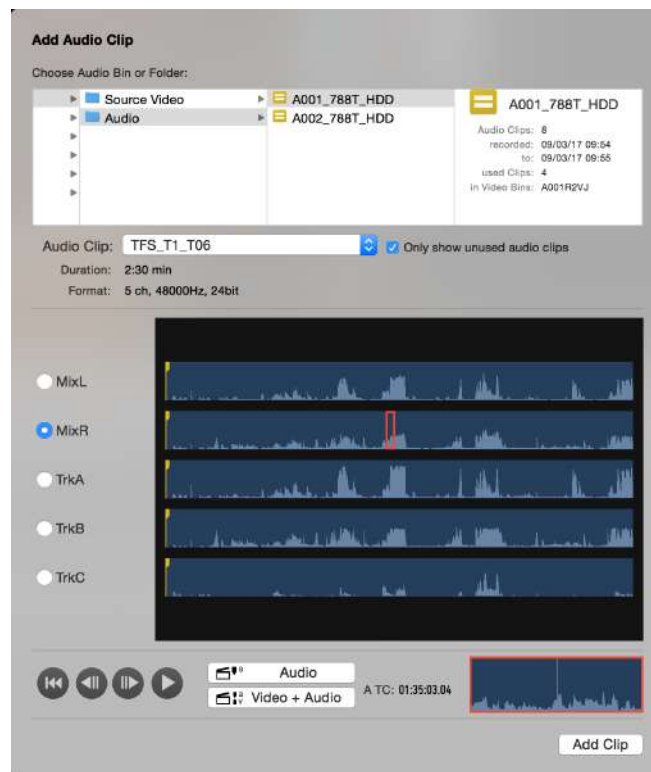 Add Audio Clip
Choose Audio Bin or Folder:
Source Video
A001_788T_HDD
Audio
A002_788T_HDD
A001_788T_HDD
Audio Clips: 8
recorded: 09/03/17 09:54
to: 09/03/17 09:55
used Clips: 4
in Video Bins: A001R2VJ
Audio Clip: TFS_T1_T06
Only show unused audio clips
Duration: 2:30 min
Format: 5 ch, 48000Hz, 24bit
MixL
MixR
TrkA
TrkB
TrkC
Audio
Video + Audio
A TC: 01:35:03.04
Add Clip